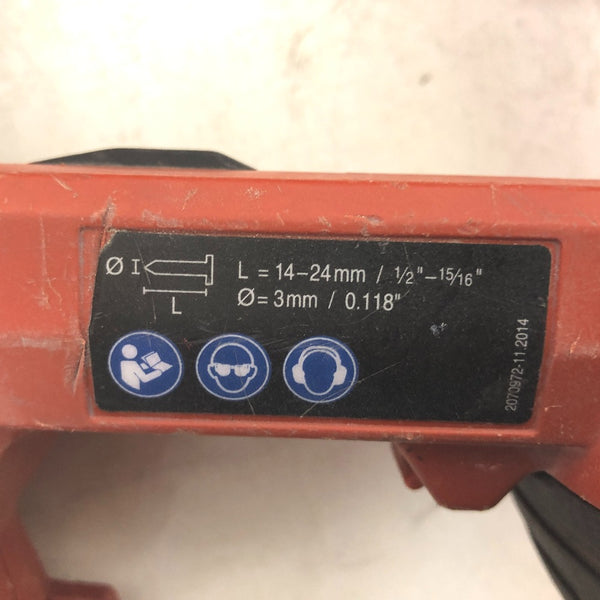 Ø I
L
L = 14–24mm / 1/2"–15/16"
Ø= 3mm / 0.118"
2070972-11.2014